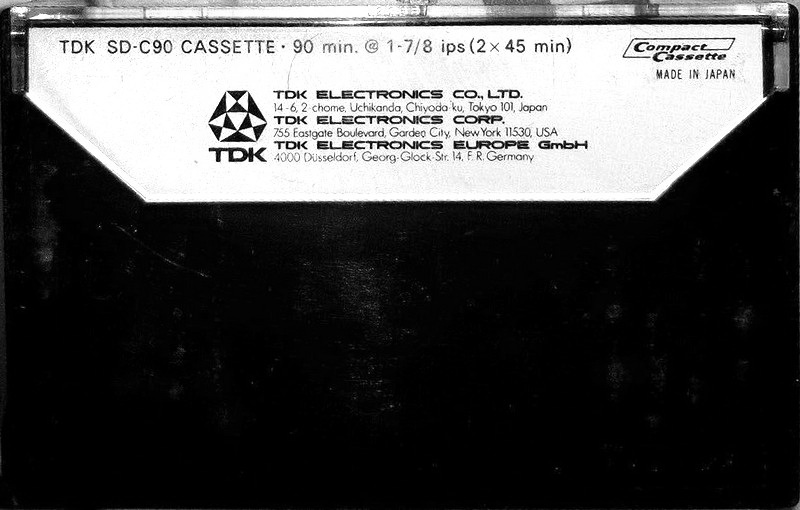 TDK SD-C90 CASSETTE · 90 min. @ 1-7/8 ips (2 × 45 min)
Compact
Cassette
MADE IN JAPAN
TDK ELECTRONICS CO., LTD.
14-6, 2-chome, Uchikanda, Chiyoda-ku, Tokyo 101, Japan
TDK ELECTRONICS CORP.
755 Eastgate Boulevard, Garden City, New York 11530, USA
TDK ELECTRONICS EUROPE GmbH
4000 Düsseldorf, Georg-Glock-Str. 14, F. R. Germany
TDK